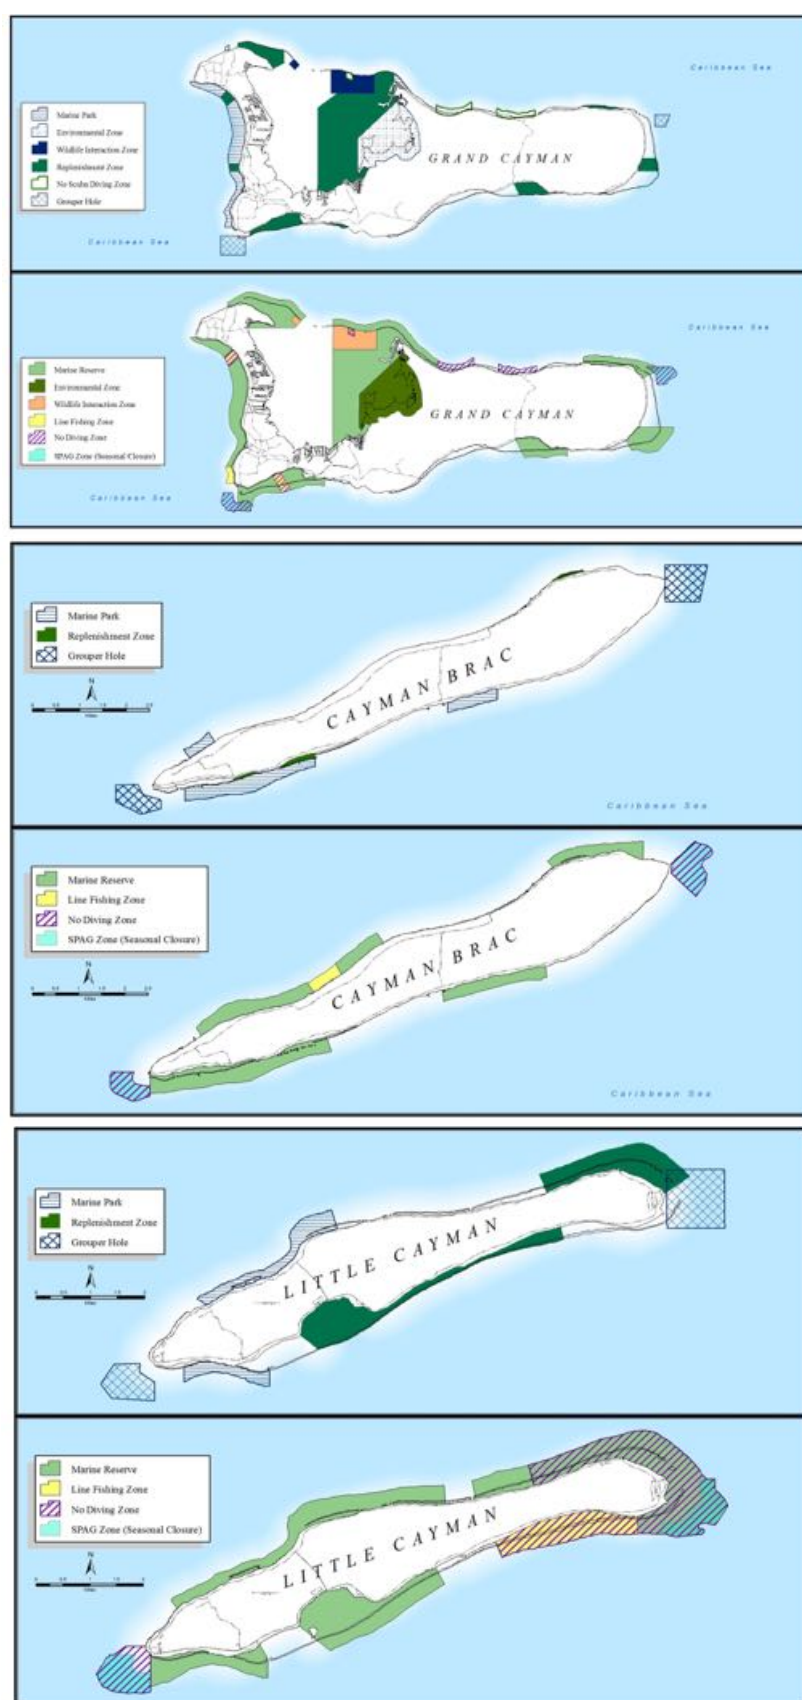 Caribbean Sea
Marine Park
Environmental Zone
Wildlife Interaction Zone
Replenishment Zone
No Scuba Diving Zone
Grouper Hole
GRAND CAYMAN
Caribbean Sea
Caribbean Sea
Marine Reserve
Environmental Zone
Wildlife Interaction Zone
Line Fishing Zone
No Diving Zone
SPAG Zone (Seasonal Closure)
GRAND CAYMAN
Caribbean Sea
Marine Park
Replenishment Zone
Grouper Hole
N
CAYMAN BRAC
Caribbean Sea
Marine Reserve
Line Fishing Zone
No Diving Zone
SPAG Zone (Seasonal Closure)
N
CAYMAN BRAC
Caribbean Sea
Marine Park
Replenishment Zone
Grouper Hole
N
LITTLE CAYMAN
Marine Reserve
Line Fishing Zone
No Diving Zone
SPAG Zone (Seasonal Closure)
N
LITTLE CAYMAN